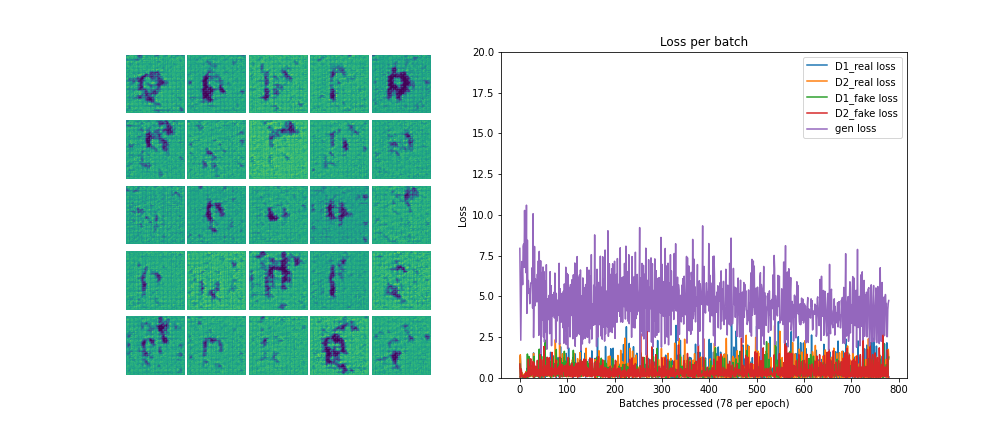 Loss per batch
20.0
17.5
15.0
12.5
10.0
7.5
5.0
2.5
0.0
Loss
D1_real loss
D2_real loss
D1_fake loss
D2_fake loss
gen loss
0 100 200 300 400 500 600 700 800
Batches processed (78 per epoch)